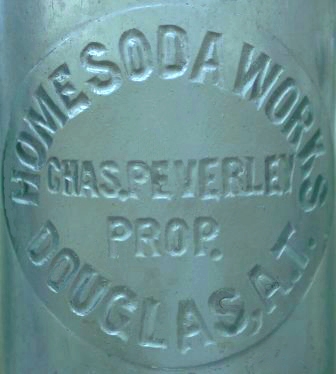 HOME SODA WORKS
CHAS. PEVERLEY
PROP.
DOUGLAS, A.T.